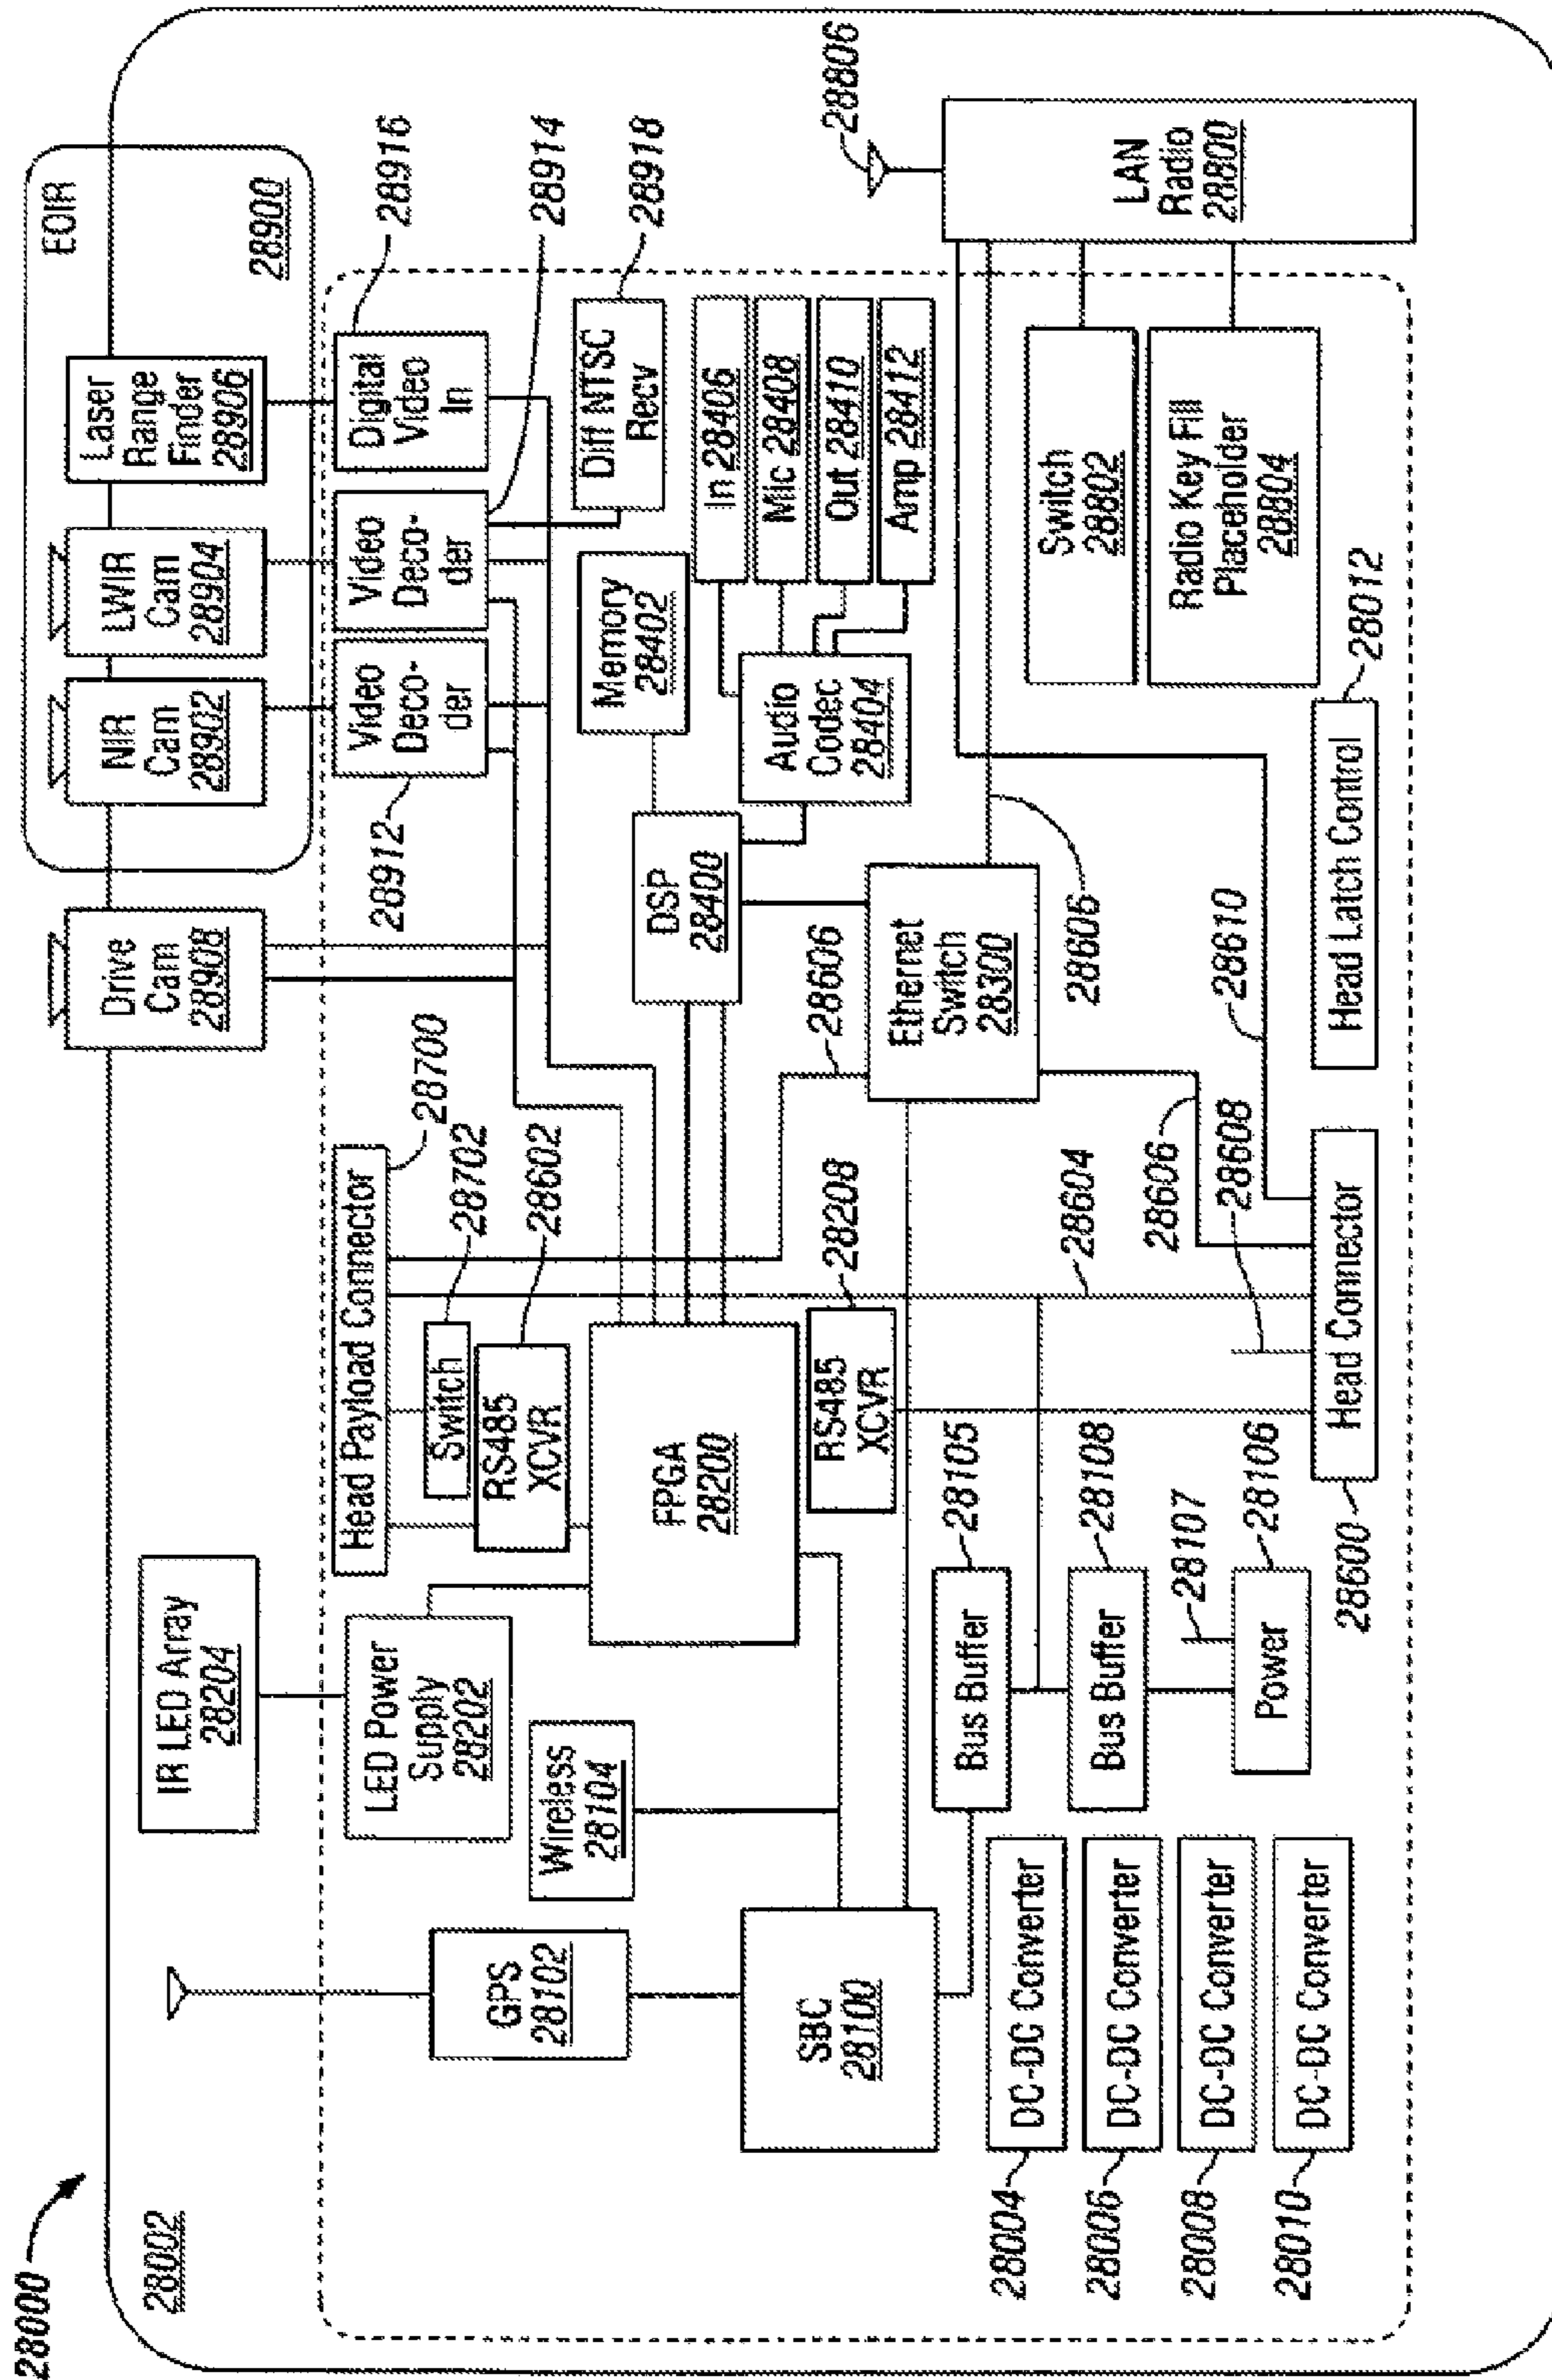 28000
28002
EOIR
28900
Drive
Cam
28908
NIR
Cam
28902
LWIR
Cam
28904
Laser
Range
Finder
28906
IR LED Array
28204
28912
Video
Deco-
der
Video
Deco-
der
28914
Digital
Video
In
28916
Diff NTSC
Recv
28918
Head Payload Connector
28700
Switch
28702
RS485
XCVR
28602
LED Power
Supply
28202
GPS
28102
Wireless
28104
FPGA
28200
DSP
28400
Memory
28402
Audio
Codec
28404
In 28406
Mic 28408
Out 28410
Amp 28412
SBC
28100
RS485
XCVR
28208
28606
Ethernet
Switch
28300
28606
28806
LAN
Radio
28800
Switch
28802
Radio Key Fill
Placeholder
28804
Bus Buffer
28105
Bus Buffer
28108
28107
Power
28106
28604
28606
28608
28610
DC-DC Converter
28004
DC-DC Converter
28006
DC-DC Converter
28008
DC-DC Converter
28010
28600
Head Connector
Head Latch Control
28012